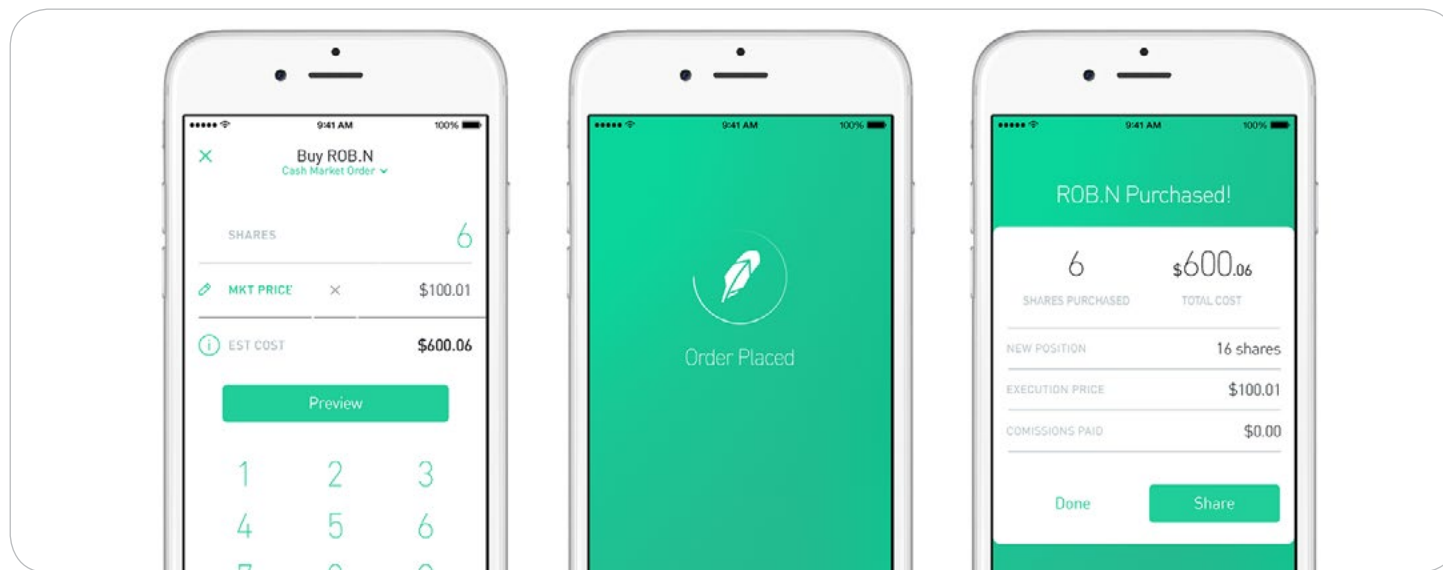 9:41 AM 100%
Buy ROB.N
Cash Market Order
SHARES 6
MKT PRICE × $100.01
EST COST $600.06
Preview
1 2 3
4 5 6
9:41 AM 100%
Order Placed
9:41 AM 100%
ROB.N Purchased!
6 $600.06
SHARES PURCHASED TOTAL COST
NEW POSITION 16 shares
EXECUTION PRICE $100.01
COMISSIONS PAID $0.00
Done Share